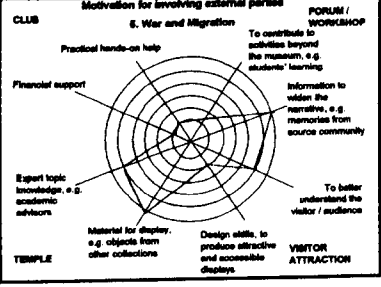 Motivation for involving external parties
CLUB
5. War and Migration
FORUM /
WORKSHOP
Practical hands-on help
To contribute to
activities beyond
the museum, e.g.
students' learning
Financial support
Information to
widen the
narrative, e.g.
memories from
source community
Expert topic
knowledge, e.g.
academic
advisors
To better
understand the
visitor / audience
Material for display,
e.g. objects from
other collections
Design skills, to
produce attractive
and accessible
displays
TEMPLE
VISITOR
ATTRACTION